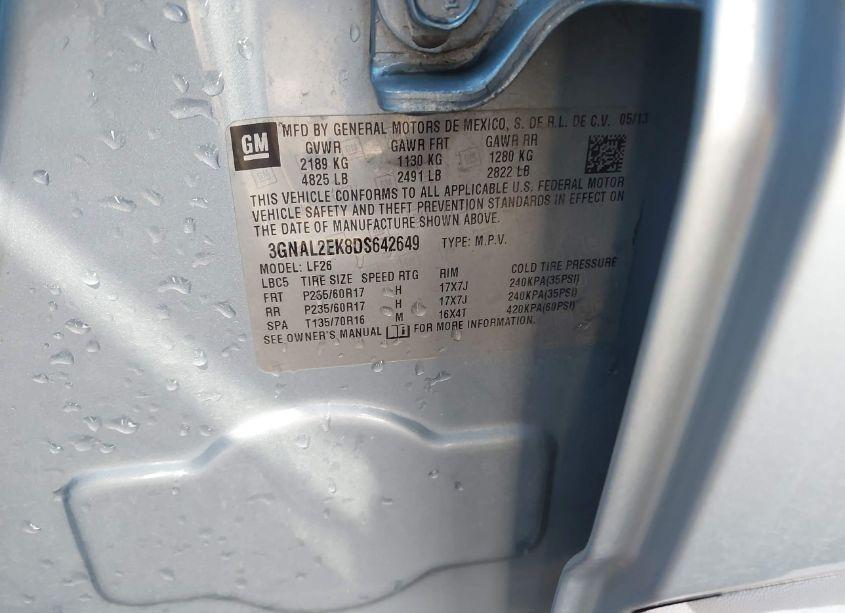 GM MFD BY GENERAL MOTORS DE MEXICO, S. DE R.L. DE C.V. 05/13
GVWR GAWR FRT GAWR RR
2189 KG 1130 KG 1280 KG
4825 LB 2491 LB 2822 LB
THIS VEHICLE CONFORMS TO ALL APPLICABLE U.S. FEDERAL MOTOR
VEHICLE SAFETY AND THEFT PREVENTION STANDARDS IN EFFECT ON
THE DATE OF MANUFACTURE SHOWN ABOVE.
3GNAL2EK8DS642649 TYPE: M.P.V.
MODEL: LF26
LBC5 TIRE SIZE SPEED RTG RIM COLD TIRE PRESSURE
FRT P235/60R17 H 17X7J 240KPA(35PSI)
RR P235/60R17 H 17X7J 240KPA(35PSI)
SPA T135/70R16 M 16X4T 420KPA(60PSI)
SEE OWNER'S MANUAL FOR MORE INFORMATION.